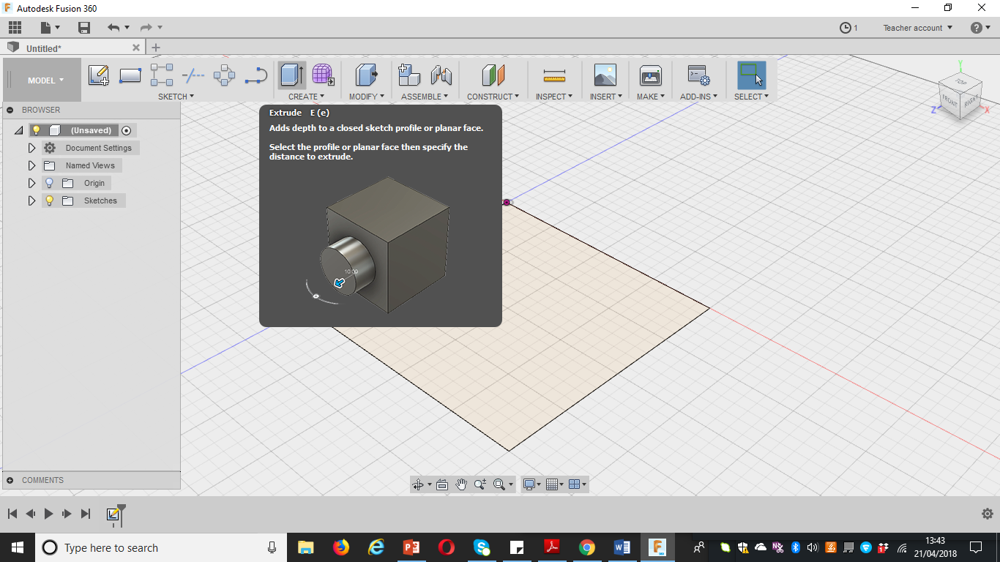 Autodesk Fusion 360
1 Teacher account
Untitled*
MODEL
SKETCH CREATE MODIFY ASSEMBLE CONSTRUCT INSPECT INSERT MAKE ADD-INS SELECT
BROWSER
(Unsaved)
Document Settings
Named Views
Origin
Sketches
Extrude E (e)
Adds depth to a closed sketch profile or planar face.
Select the profile or planar face then specify the
distance to extrude.
10.00
Y
TOP
FRONT RIGHT
Z X
COMMENTS
Type here to search
13:43
21/04/2018